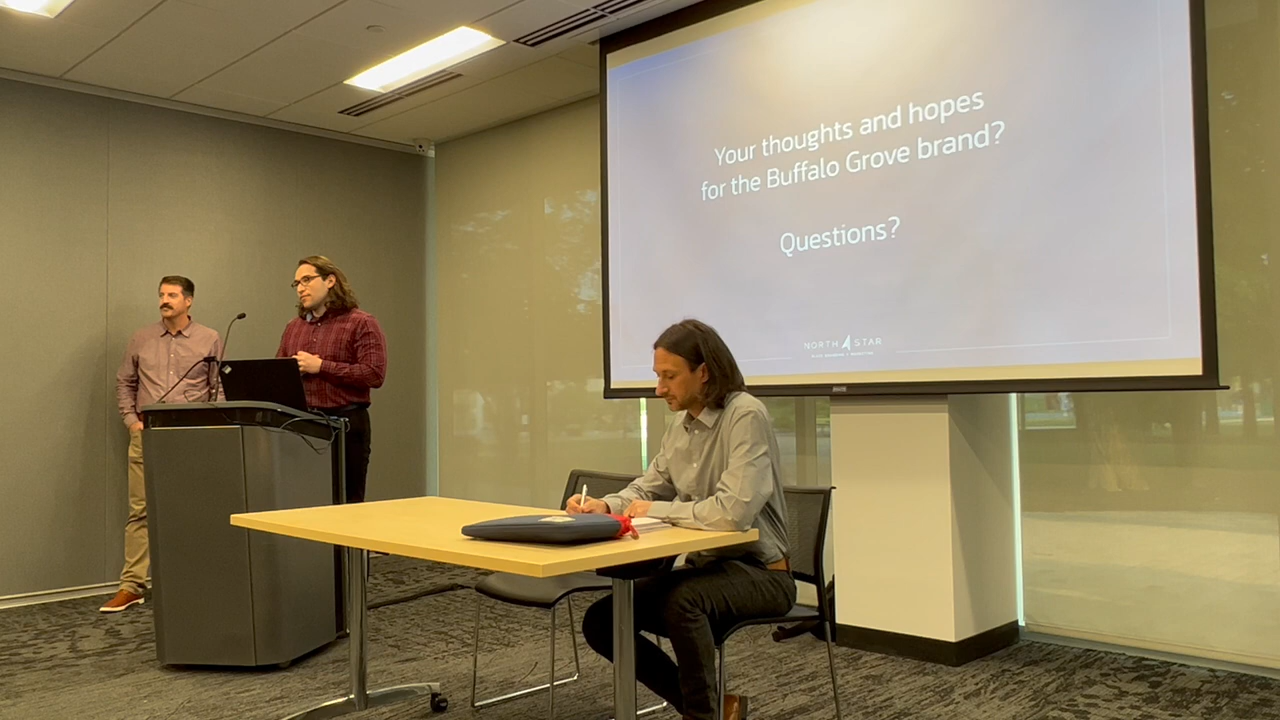 Your thoughts and hopes
for the Buffalo Grove brand?
Questions?
NORTH STAR